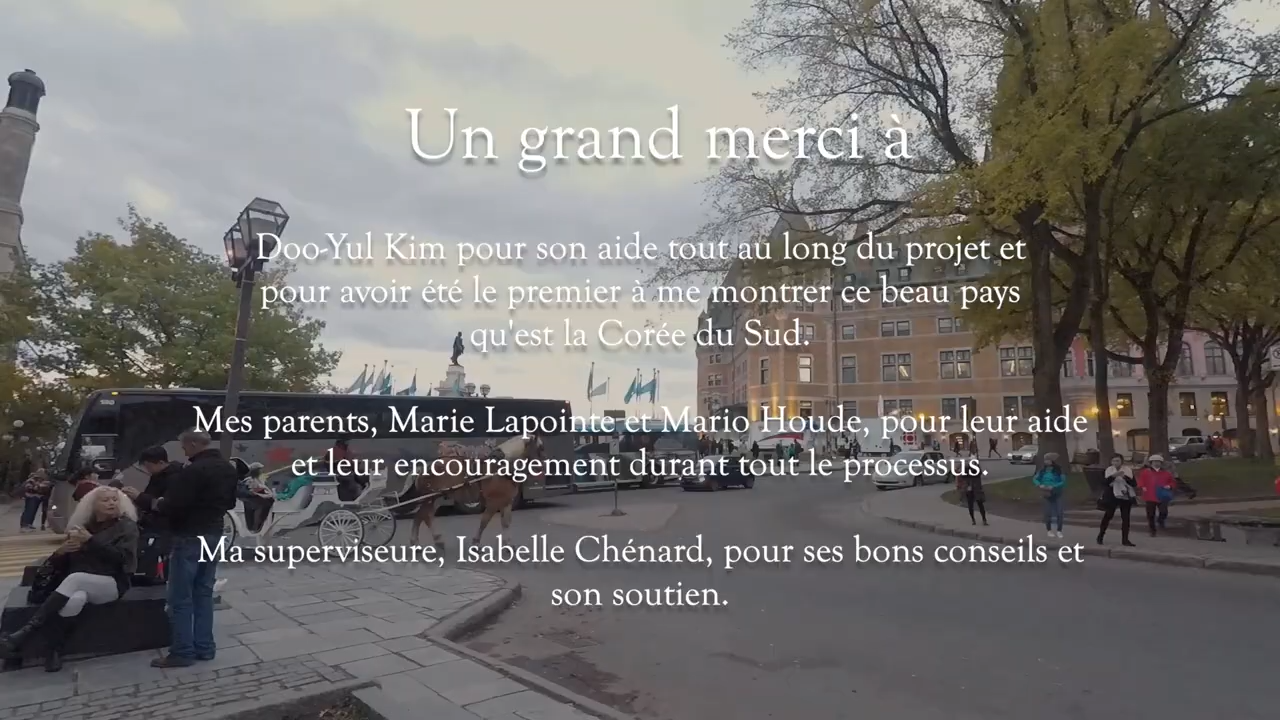 Un grand merci à
Doo-Yul Kim pour son aide tout au long du projet et
pour avoir été le premier à me montrer ce beau pays
qu'est la Corée du Sud.
Mes parents, Marie Lapointe et Mario Houde, pour leur aide
et leur encouragement durant tout le processus.
Ma superviseure, Isabelle Chénard, pour ses bons conseils et
son soutien.